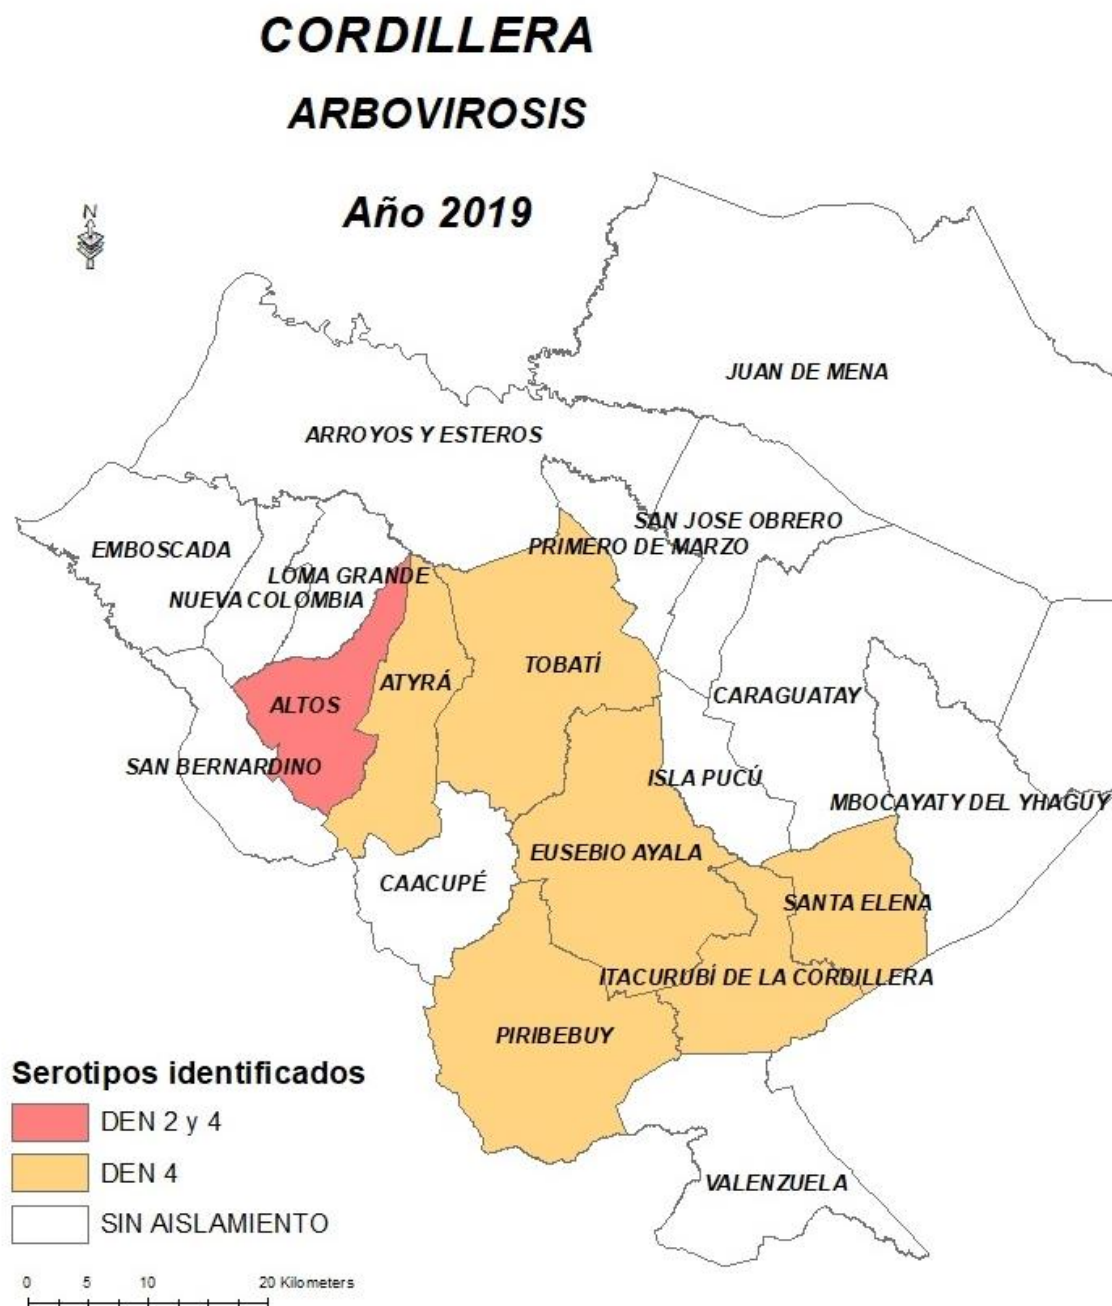 CORDILLERA
ARBOVIROSIS
Año 2019
N
JUAN DE MENA
ARROYOS Y ESTEROS
SAN JOSE OBRERO
EMBOSCADA
PRIMERO DE MARZO
LOMA GRANDE
NUEVA COLOMBIA
TOBATÍ
ATYRÁ
CARAGUATAY
ALTOS
SAN BERNARDINO
ISLA PUCÚ
MBOCAYATY DEL YHAGUY
EUSEBIO AYALA
CAACUPÉ
SANTA ELENA
ITACURUBÍ DE LA CORDILLERA
PIRIBEBUY
VALENZUELA
Serotipos identificados
DEN 2 y 4
DEN 4
SIN AISLAMIENTO
0 5 10 20 Kilometers